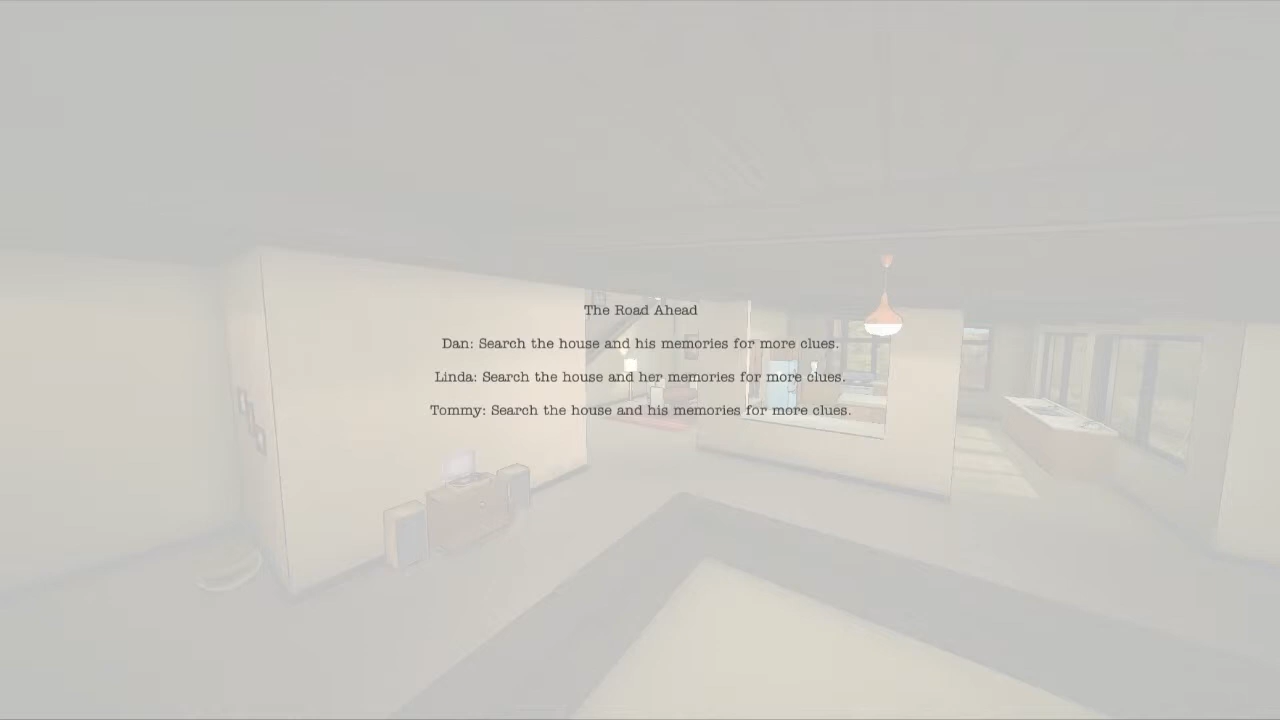 The Road Ahead
Dan: Search the house and his memories for more clues.
Linda: Search the house and her memories for more clues.
Tommy: Search the house and his memories for more clues.